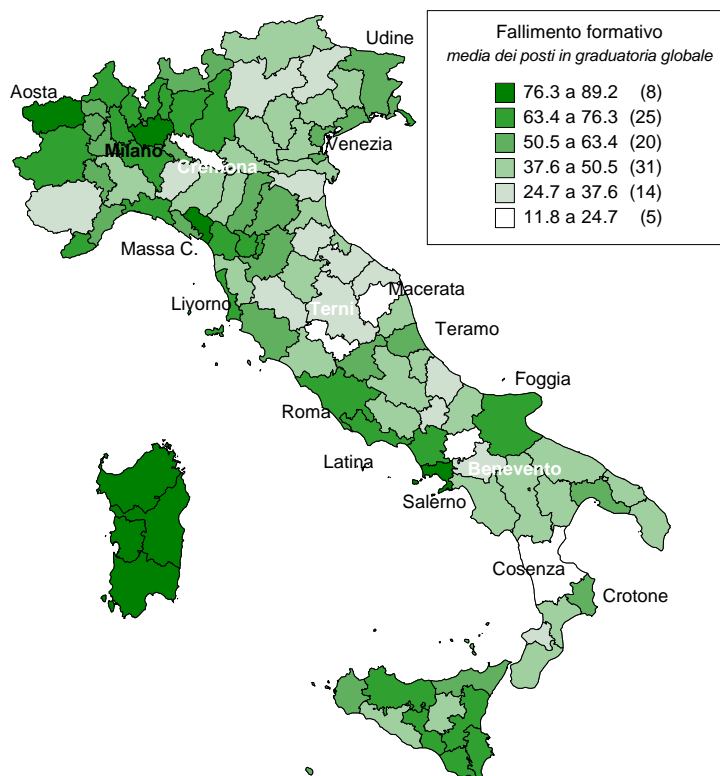 Fallimento formativo
media dei posti in graduatoria globale
76.3 a 89.2 (8)
63.4 a 76.3 (25)
50.5 a 63.4 (20)
37.6 a 50.5 (31)
24.7 a 37.6 (14)
11.8 a 24.7 (5)
Udine
Aosta
Milano
Venezia
Cremona
Massa C.
Macerata
Livorno
Terni
Teramo
Foggia
Roma
Latina
Benevento
Salerno
Cosenza
Crotone